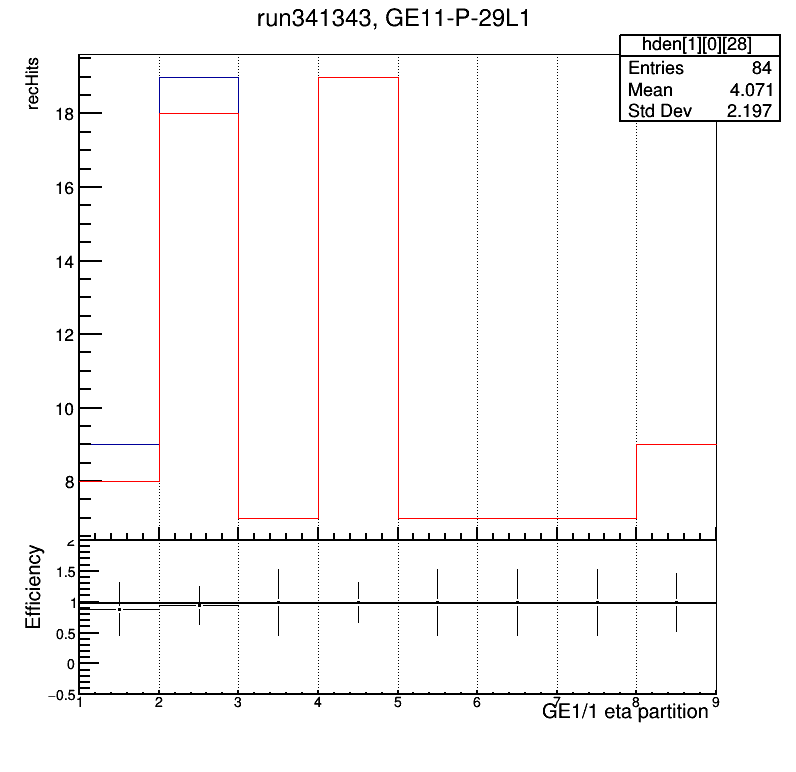 run341343, GE11-P-29L1
hden[1][0][28]
Entries 84
Mean 4.071
Std Dev 2.197
recHits
18
16
14
12
10
8
Efficiency
2
1.5
1
0.5
0
−0.5
1 2 3 4 5 6 7 8 9
GE1/1 eta partition